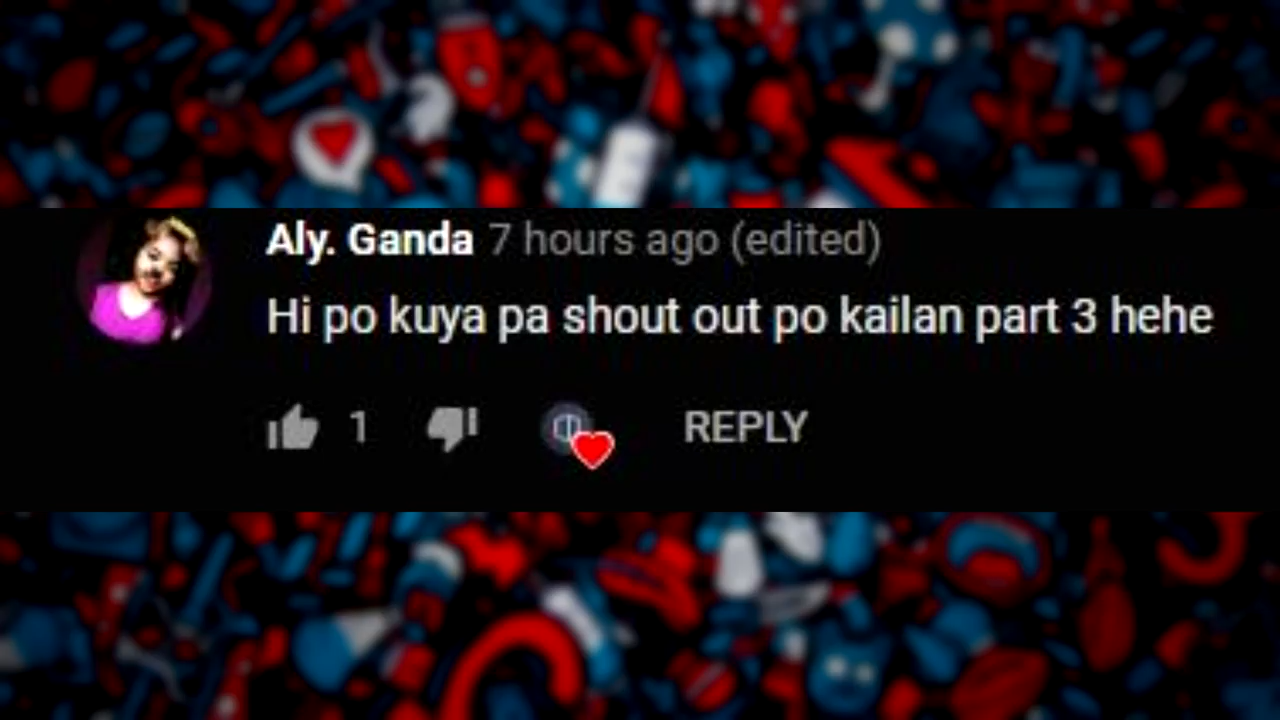 Aly. Ganda 7 hours ago (edited)
Hi po kuya pa shout out po kailan part 3 hehe
1 REPLY